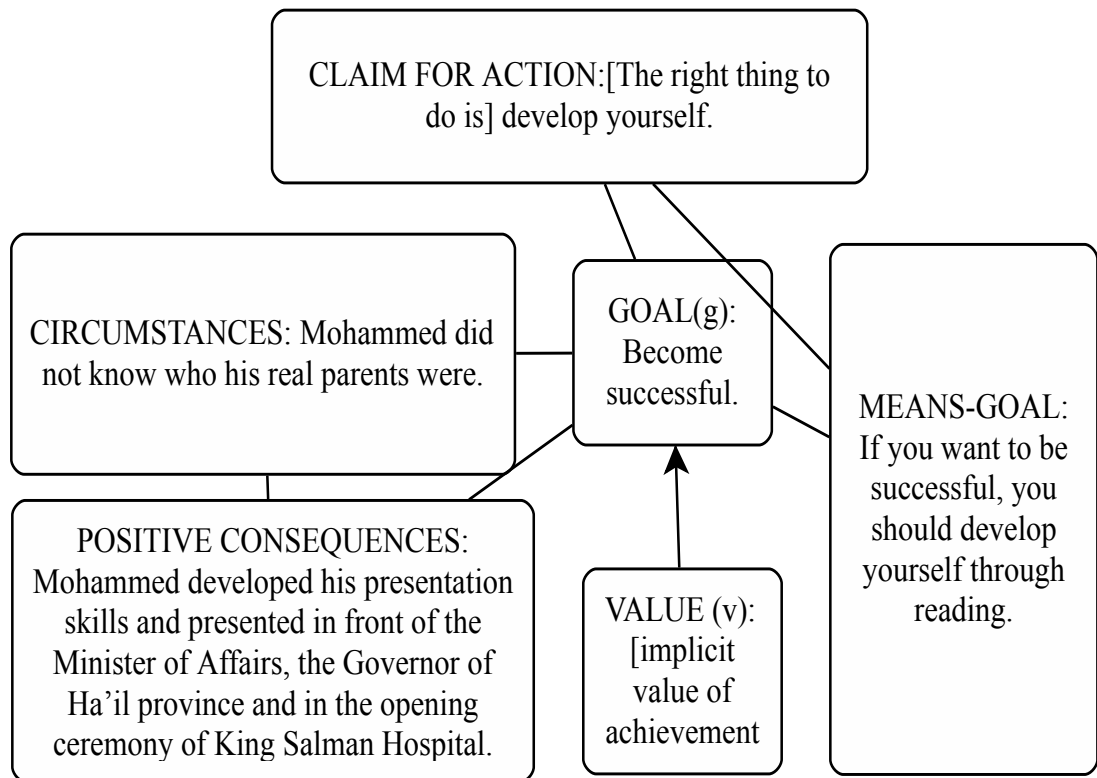 CLAIM FOR ACTION:[The right thing to
do is] develop yourself.
CIRCUMSTANCES: Mohammed did
not know who his real parents were.
GOAL(g):
Become
successful.
MEANS-GOAL:
If you want to be
successful, you
should develop
yourself through
reading.
POSITIVE CONSEQUENCES:
Mohammed developed his presentation
skills and presented in front of the
Minister of Affairs, the Governor of
Ha’il province and in the opening
ceremony of King Salman Hospital.
VALUE (v):
[implicit
value of
achievement